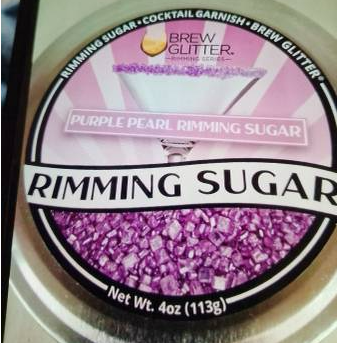 RIMMING SUGAR • COCKTAIL GARNISH • BREW GLITTER®
BREW
GLITTER®
RIMMING SERIES
PURPLE PEARL RIMMING SUGAR
RIMMING SUGAR
Net Wt. 4oz (113g)